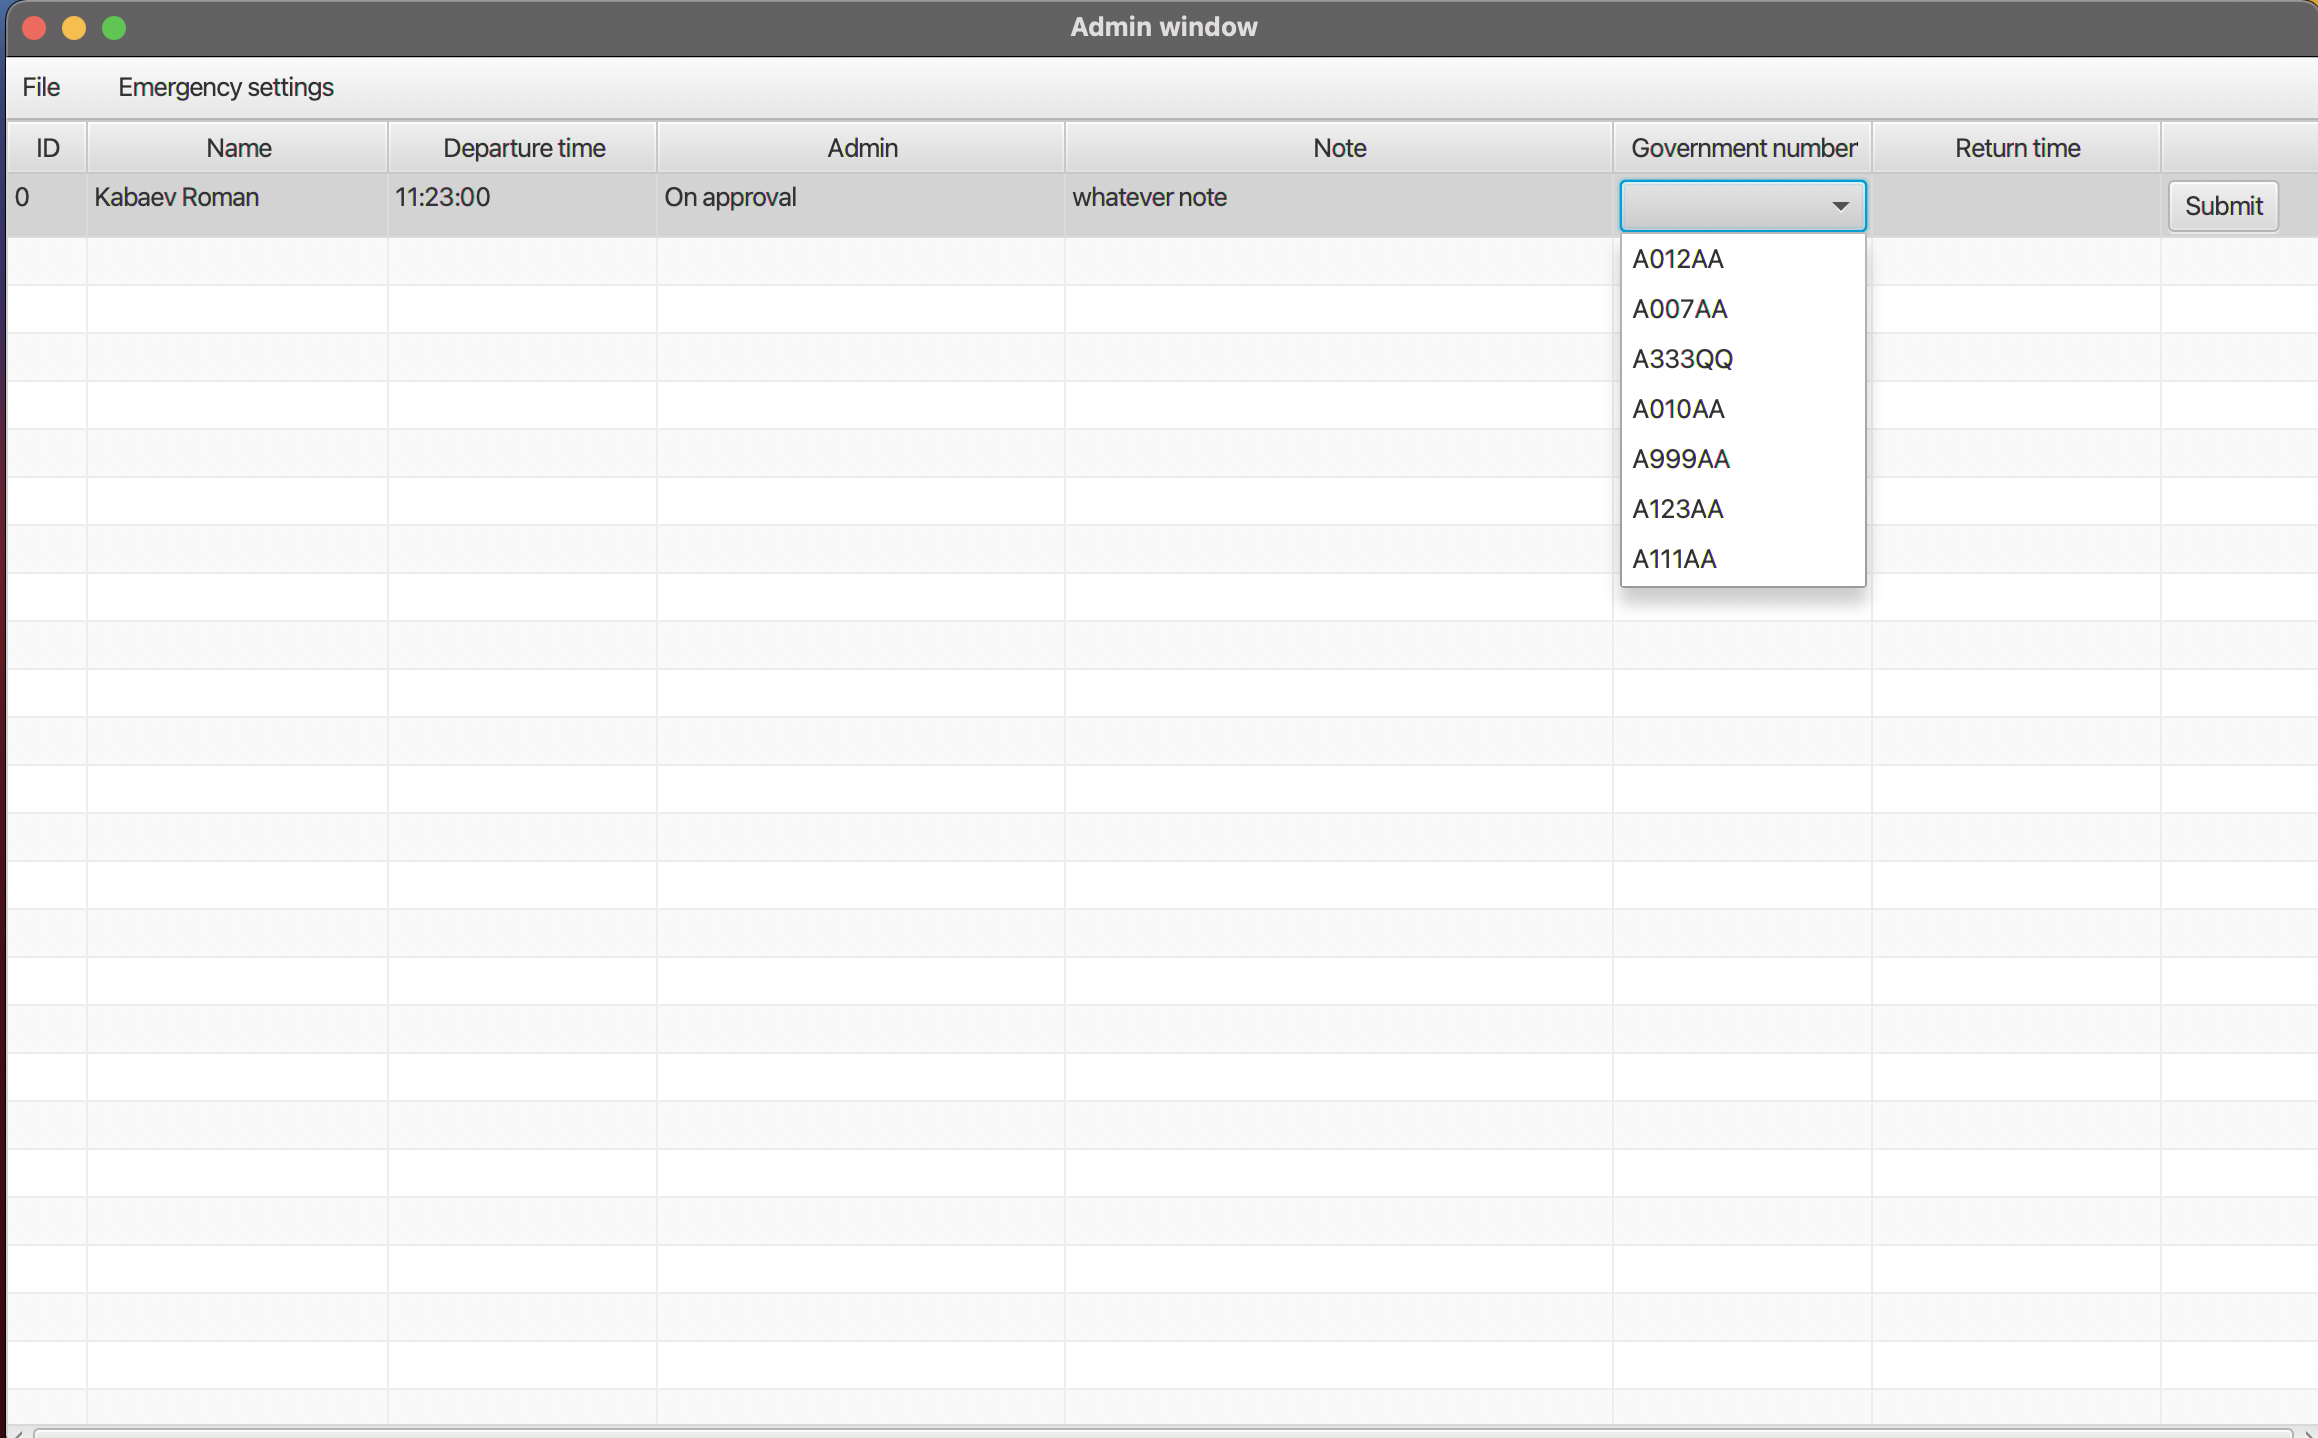 Admin window
File Emergency settings
ID Name Departure time Admin Note Government number Return time
0 Kabaev Roman 11:23:00 On approval whatever note Submit
A012AA
A007AA
A333QQ
A010AA
A999AA
A123AA
A111AA